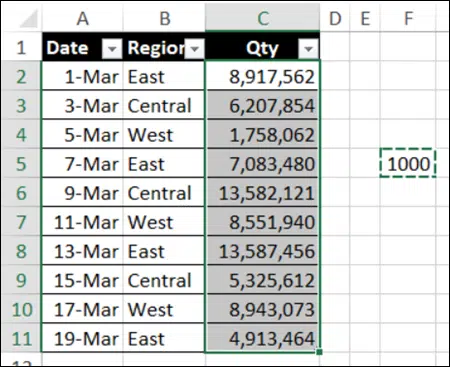 A B C D E F
1 Date Region Qty
2 1-Mar East 8,917,562
3 3-Mar Central 6,207,854
4 5-Mar West 1,758,062
5 7-Mar East 7,083,480 1000
6 9-Mar Central 13,582,121
7 11-Mar West 8,551,940
8 13-Mar East 13,587,456
9 15-Mar Central 5,325,612
10 17-Mar West 8,943,073
11 19-Mar East 4,913,464